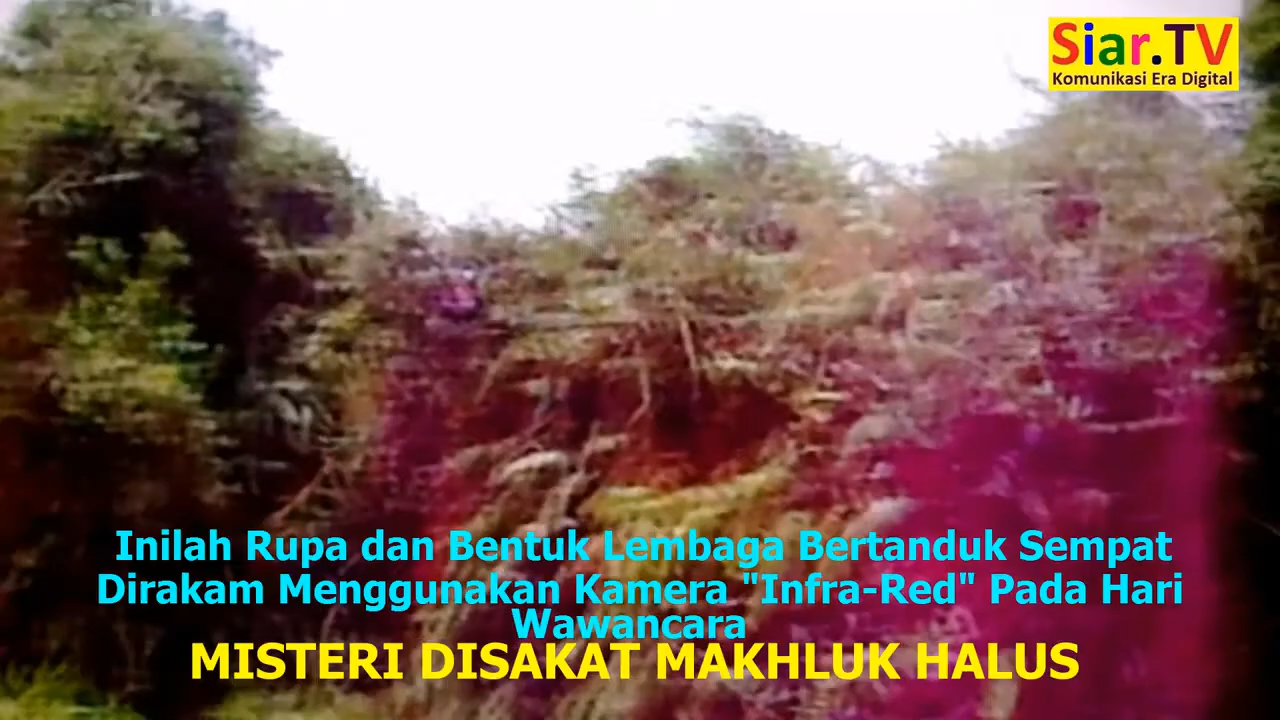 Siar.TV
Komunikasi Era Digital
Inilah Rupa dan Bentuk Lembaga Bertanduk Sempat
Dirakam Menggunakan Kamera "Infra-Red" Pada Hari
Wawancara
MISTERI DISAKAT MAKHLUK HALUS